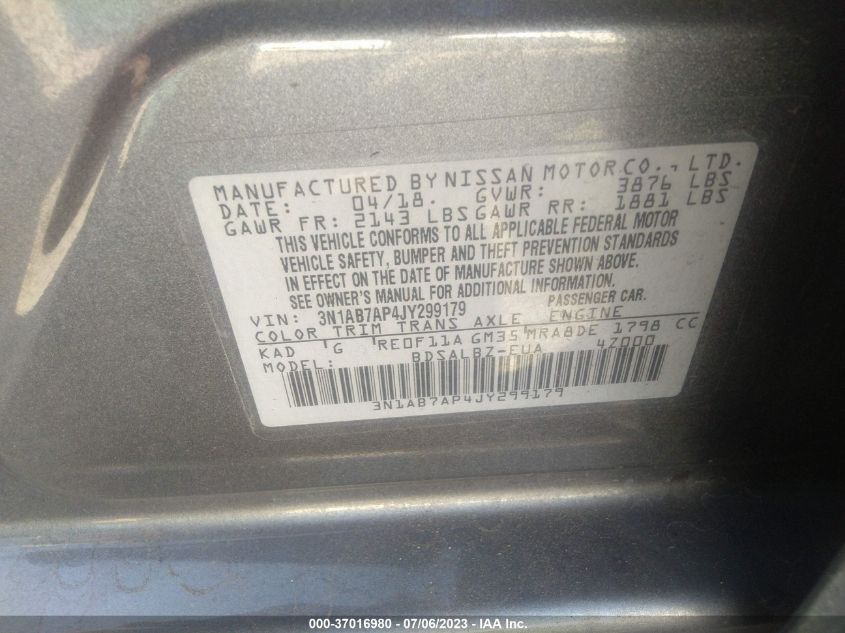 MANUFACTURED BY NISSAN MOTOR CO., LTD.
DATE: 04/18. GVWR: 3876 LBS
GAWR FR: 2143 LBS GAWR RR: 1881 LBS
THIS VEHICLE CONFORMS TO ALL APPLICABLE FEDERAL MOTOR
VEHICLE SAFETY, BUMPER AND THEFT PREVENTION STANDARDS
IN EFFECT ON THE DATE OF MANUFACTURE SHOWN ABOVE.
SEE OWNER'S MANUAL FOR ADDITIONAL INFORMATION.
VIN: 3N1AB7AP4JY299179 PASSENGER CAR.
COLOR TRIM TRANS AXLE ENGINE
KAD G RE0F11A GM35 MRA8DE 1798 CC
MODEL: BDSALBZ-EUA 47000
3N1AB7AP4JY299179
000-37016980 - 07/06/2023 - IAA Inc.